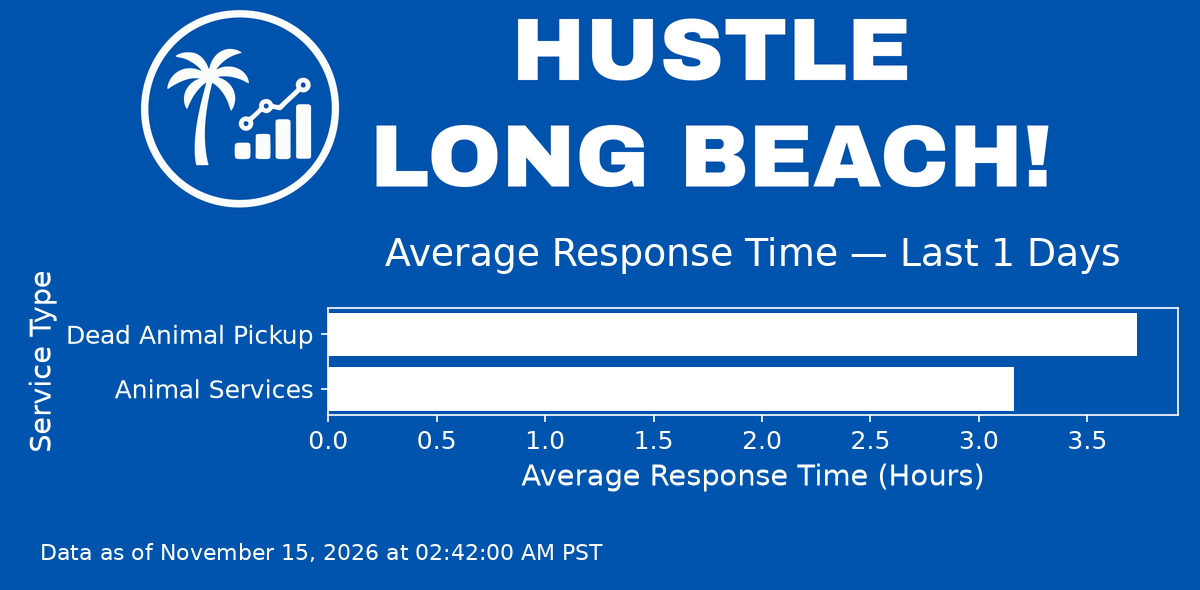 HUSTLE
LONG BEACH!
Average Response Time — Last 1 Days
Service Type
Dead Animal Pickup
Animal Services
0.0 0.5 1.0 1.5 2.0 2.5 3.0 3.5
Average Response Time (Hours)
Data as of November 15, 2026 at 02:42:00 AM PST